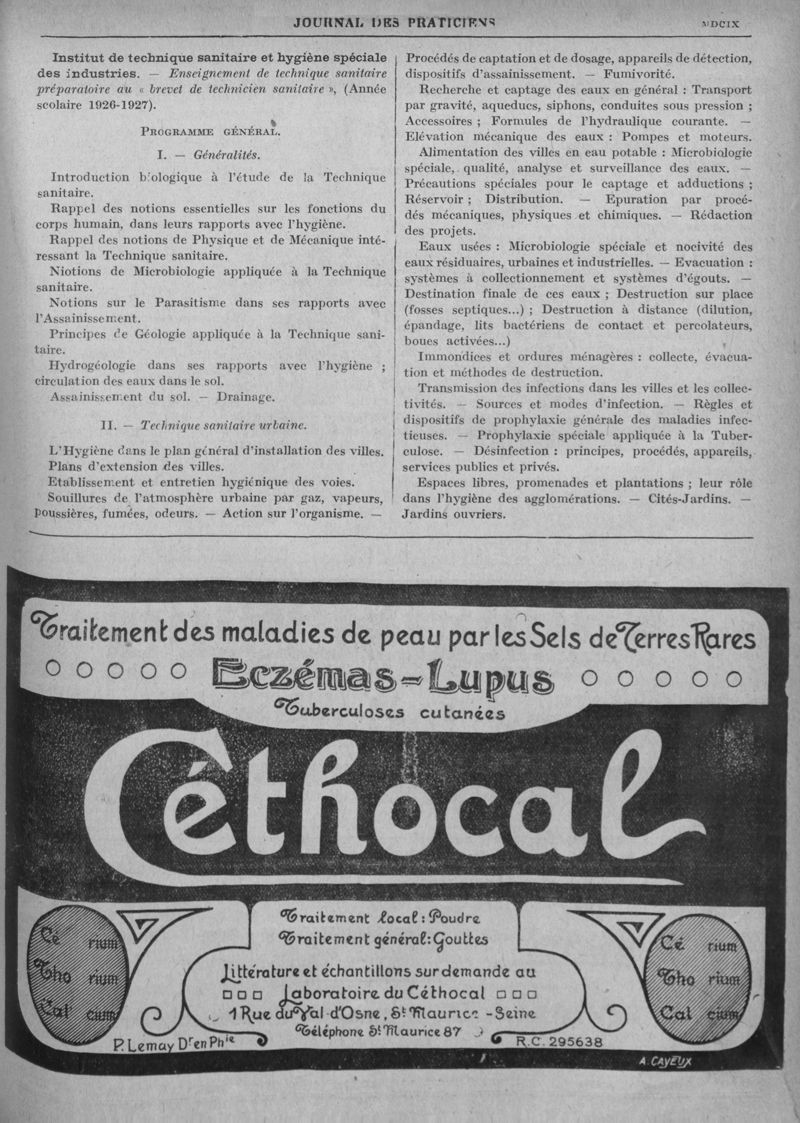 JOURNAL DES PRATICIENS
MDCIX
Institut de technique sanitaire et hygiène spéciale
des industries. — Enseignement de technique sanitaire
préparatoire au « brevet de technicien sanitaire », (Année
scolaire 1926-1927).
PROGRAMME GÉNÉRAL.
I. — Généralités.
Introduction biologique à l'étude de la Technique
sanitaire.
Rappel des notions essentielles sur les fonctions du
corps humain, dans leurs rapports avec l'hygiène.
Rappel des notions de Physique et de Mécanique inté-
ressant la Technique sanitaire.
Niotions de Microbiologie appliquée à la Technique
sanitaire.
Notions sur le Parasitisme dans ses rapports avec
l'Assainissement.
Principes de Géologie appliquée à la Technique sani-
taire.
Hydrogéologie dans ses rapports avec l'hygiène ;
circulation des eaux dans le sol.
Assainissement du sol. — Drainage.
II. — Technique sanitaire urbaine.
L'Hygiène dans le plan général d'installation des villes.
Plans d'extension des villes.
Etablissement et entretien hygiénique des voies.
Souillures de l'atmosphère urbaine par gaz, vapeurs,
poussières, fumées, odeurs. — Action sur l'organisme. —
Procédés de captation et de dosage, appareils de détection,
dispositifs d'assainissement. — Fumivorité.
Recherche et captage des eaux en général : Transport
par gravité, aqueducs, siphons, conduites sous pression ;
Accessoires ; Formules de l'hydraulique courante. —
Elévation mécanique des eaux : Pompes et moteurs.
Alimentation des villes en eau potable : Microbiologie
spéciale, qualité, analyse et surveillance des eaux. —
Précautions spéciales pour le captage et adductions ;
Réservoir ; Distribution. — Epuration par procé-
dés mécaniques, physiques et chimiques. — Rédaction
des projets.
Eaux usées : Microbiologie spéciale et nocivité des
eaux résiduaires, urbaines et industrielles. — Evacuation :
systèmes à collectionnement et systèmes d'égouts. —
Destination finale de ces eaux ; Destruction sur place
(fosses septiques...) ; Destruction à distance (dilution,
épandage, lits bactériens de contact et percolateurs,
boues activées...)
Immondices et ordures ménagères : collecte, évacua-
tion et méthodes de destruction.
Transmission des infections dans les villes et les collec-
tivités. — Sources et modes d'infection. — Règles et
dispositifs de prophylaxie générale des maladies infec-
tieuses. — Prophylaxie spéciale appliquée à la Tuber-
culose. — Désinfection : principes, procédés, appareils,
services publics et privés.
Espaces libres, promenades et plantations ; leur rôle
dans l'hygiène des agglomérations. — Cités-Jardins. —
Jardins ouvriers.
Traitement des maladies de peau par les Sels de Terres Rares
Eczémas-Lupus
Tuberculoses cutanées
Céthocal
Traitement local : Poudre
Traitement général : Gouttes
Littérature et échantillons sur demande au
Laboratoire du Céthocal
1 Rue du Val d'Osne, St Maurice - Seine
Téléphone St Maurice 87
Cé rium
Tho rium
Cal cium
Cé rium
Tho rium
Cal cium
P. Lemay Dr en Phie
R.C. 295638
A. CAYEUX